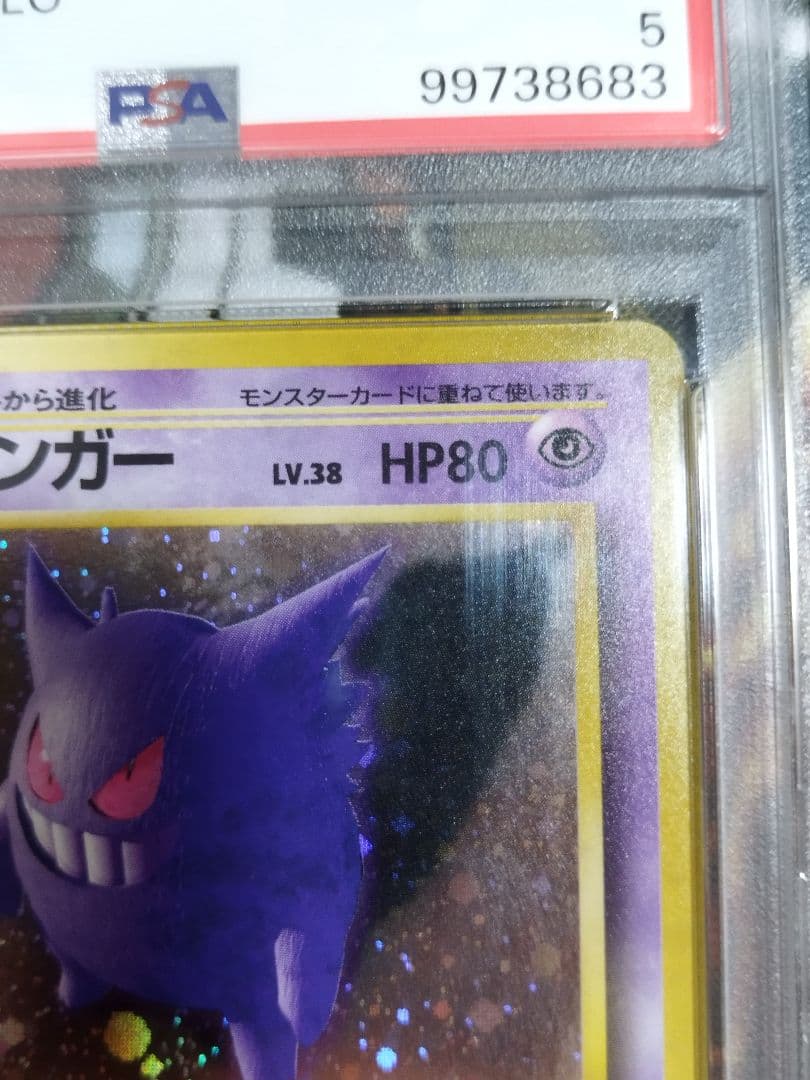 5
99738683
PSA
から進化
モンスターカードに重ねて使います。
ンガー LV.38 HP80